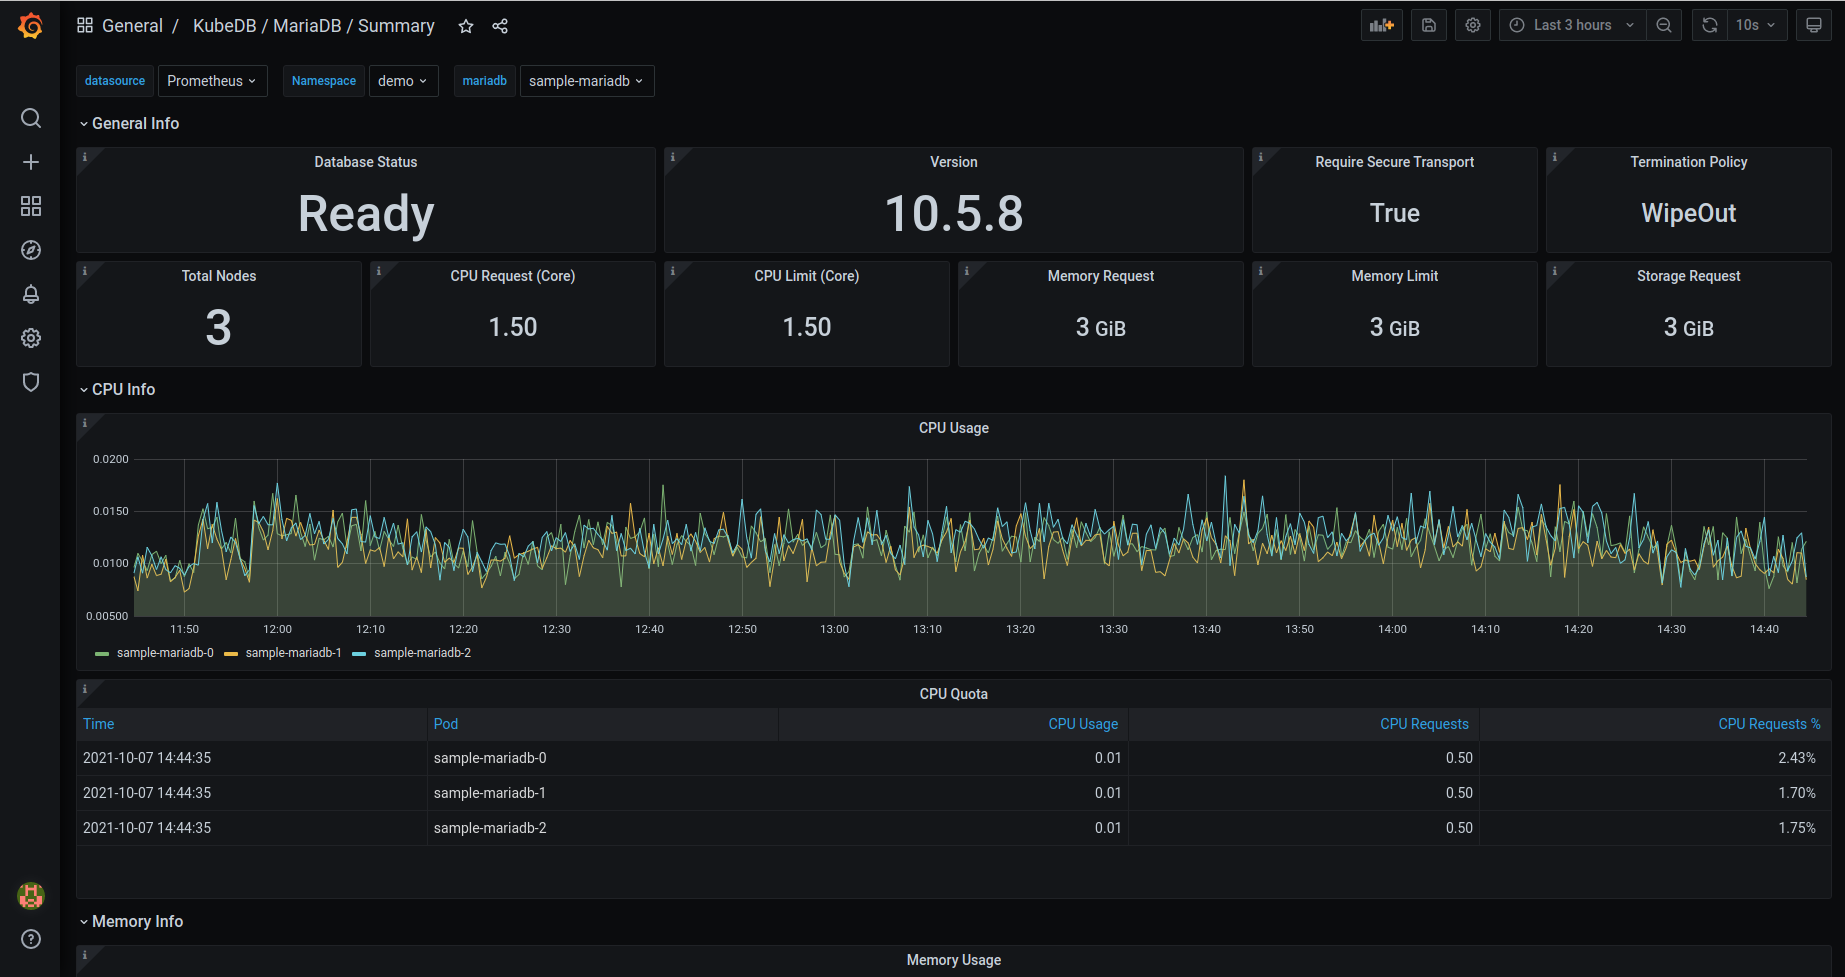 General / KubeDB / MariaDB / Summary
Last 3 hours
10s
datasource Prometheus Namespace demo mariadb sample-mariadb
General Info
Database Status
Ready
Version
10.5.8
Require Secure Transport
True
Termination Policy
WipeOut
Total Nodes
3
CPU Request (Core)
1.50
CPU Limit (Core)
1.50
Memory Request
3 GiB
Memory Limit
3 GiB
Storage Request
3 GiB
CPU Info
CPU Usage
0.0200
0.0150
0.0100
0.00500
11:50 12:00 12:10 12:20 12:30 12:40 12:50 13:00 13:10 13:20 13:30 13:40 13:50 14:00 14:10 14:20 14:30 14:40
sample-mariadb-0 sample-mariadb-1 sample-mariadb-2
CPU Quota
Time Pod CPU Usage CPU Requests CPU Requests %
2021-10-07 14:44:35 sample-mariadb-0 0.01 0.50 2.43%
2021-10-07 14:44:35 sample-mariadb-1 0.01 0.50 1.70%
2021-10-07 14:44:35 sample-mariadb-2 0.01 0.50 1.75%
Memory Info
Memory Usage